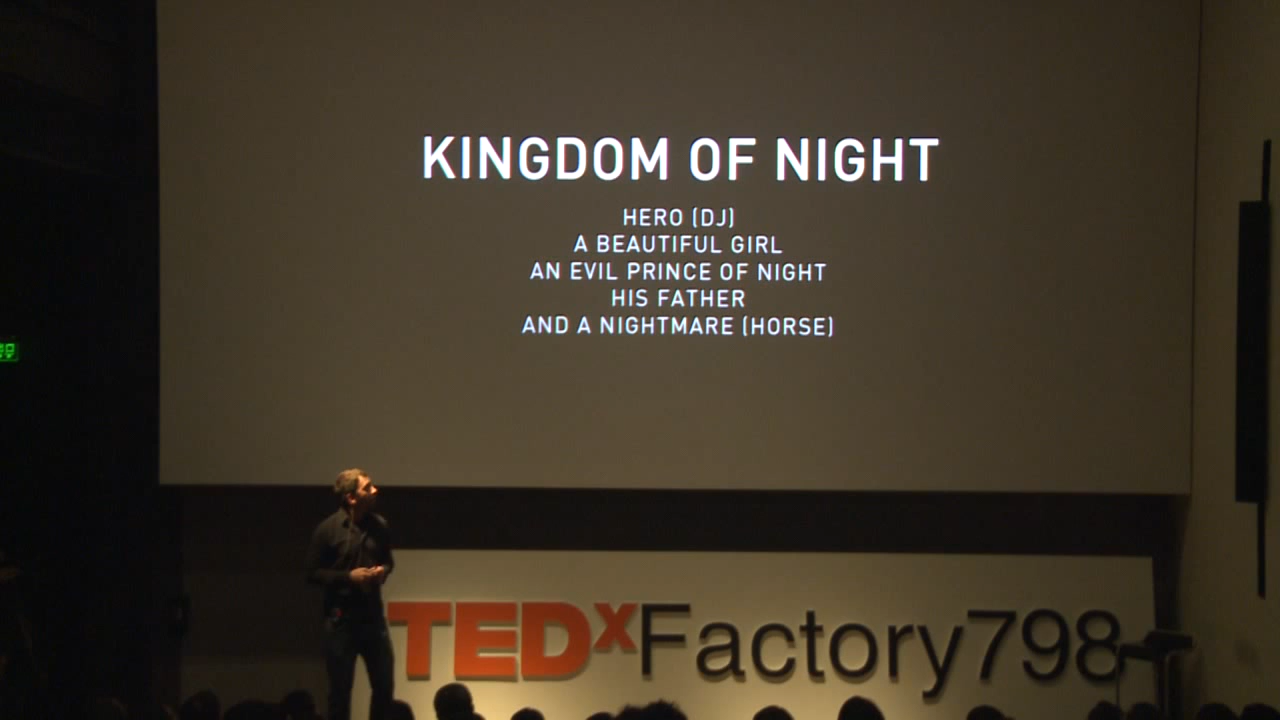 KINGDOM OF NIGHT
HERO (DJ)
A BEAUTIFUL GIRL
AN EVIL PRINCE OF NIGHT
HIS FATHER
AND A NIGHTMARE (HORSE)
TEDxFactory798